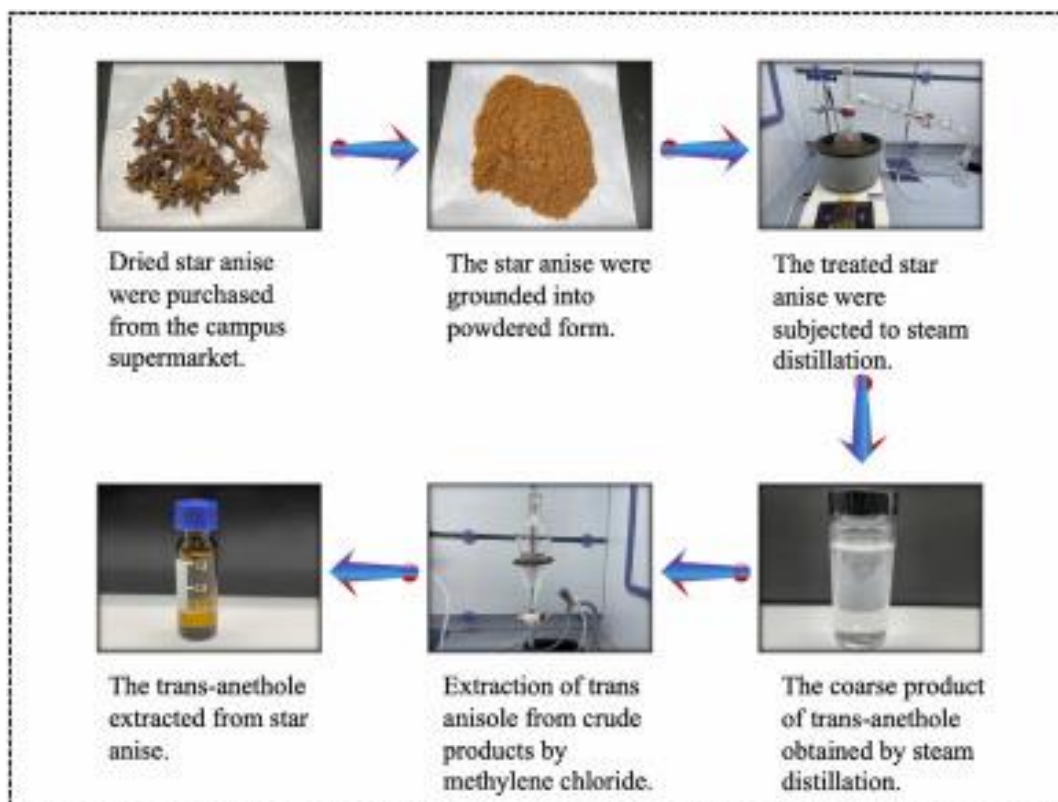 Dried star anise
were purchased
from the campus
supermarket.
The star anise were
grounded into
powdered form.
The treated star
anise were
subjected to steam
distillation.
The trans-anethole
extracted from star
anise.
Extraction of trans
anisole from crude
products by
methylene chloride.
The coarse product
of trans-anethole
obtained by steam
distillation.